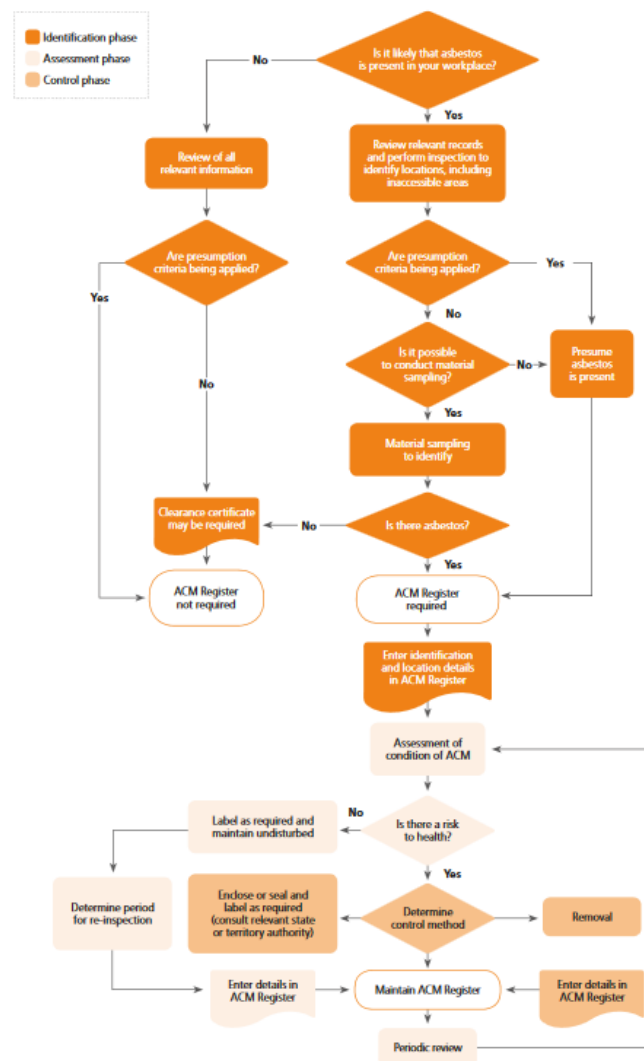 Identification phase
Assessment phase
Control phase
Is it likely that asbestos
is present in your workplace?
No
Yes
Review of all
relevant information
Review relevant records
and perform inspection to
identify locations, including
inaccessible areas
Are presumption
criteria being applied?
Are presumption
criteria being applied?
Yes
Yes
No
No
Is it possible
to conduct material
sampling?
No
Presume
asbestos
is present
Yes
Material sampling
to identify
Clearance certificate
may be required
No
Is there asbestos?
Yes
ACM Register
not required
ACM Register
required
Enter identification
and location details
in ACM Register
Assessment of
condition of ACM
Label as required and
maintain undisturbed
No
Is there a risk
to health?
Yes
Determine period
for re-inspection
Enclose or seal and
label as required
(consult relevant state
or territory authority)
Determine
control method
Removal
Enter details in
ACM Register
Maintain ACM Register
Enter details in
ACM Register
Periodic review